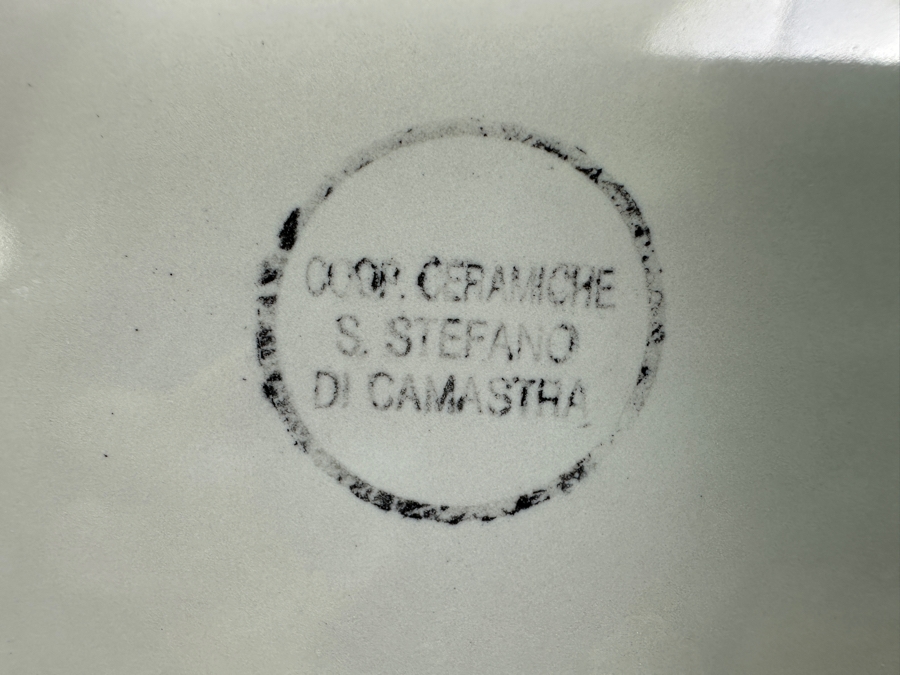 COOP. CERAMICHE
S. STEFANO
DI CAMASTRA